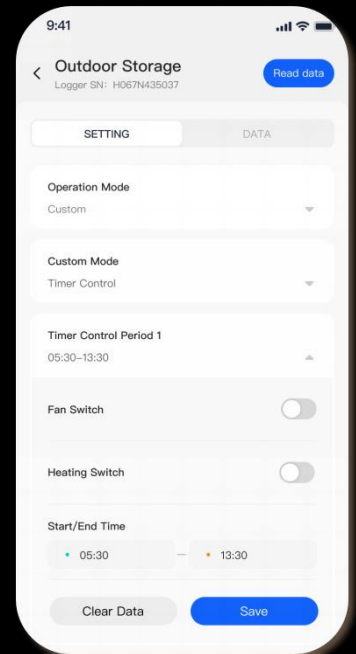 9:41
Outdoor Storage
Read data
Logger SN: H067N435037
SETTING
DATA
Operation Mode
Custom
Custom Mode
Timer Control
Timer Control Period 1
05:30–13:30
Fan Switch
Heating Switch
Start/End Time
05:30 — 13:30
Clear Data
Save